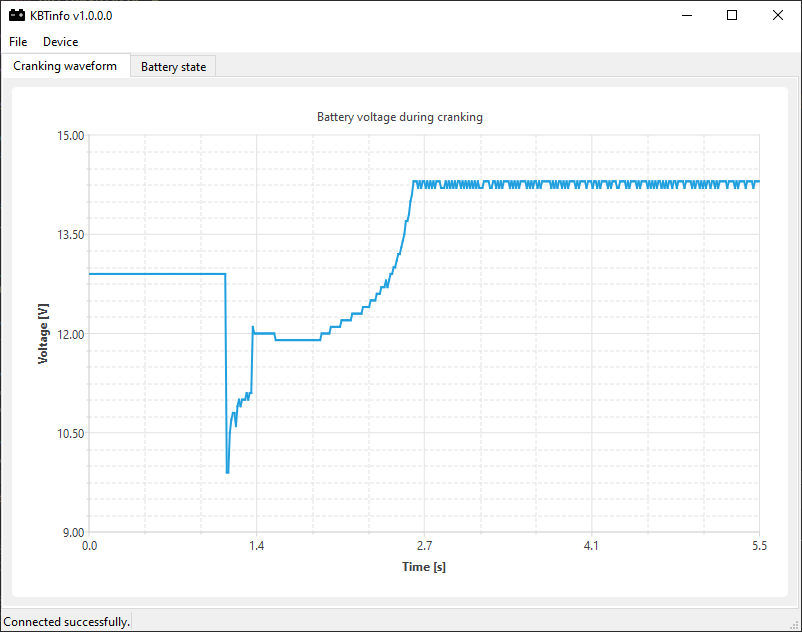 KBTinfo v1.0.0.0
File Device
Cranking waveform Battery state
Battery voltage during cranking
15.00
13.50
12.00
Voltage [V]
10.50
9.00
0.0 1.4 2.7 4.1 5.5
Time [s]
Connected successfully.